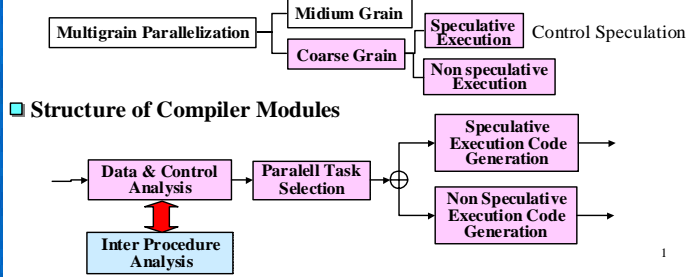 Midium Grain
Multigrain Parallelization
Speculative
Execution
Control Speculation
Coarse Grain
Non speculative
Execution
Structure of Compiler Modules
Speculative
Execution Code
Generation
Data & Control
Analysis
Paralell Task
Selection
Non Speculative
Execution Code
Generation
Inter Procedure
Analysis
1